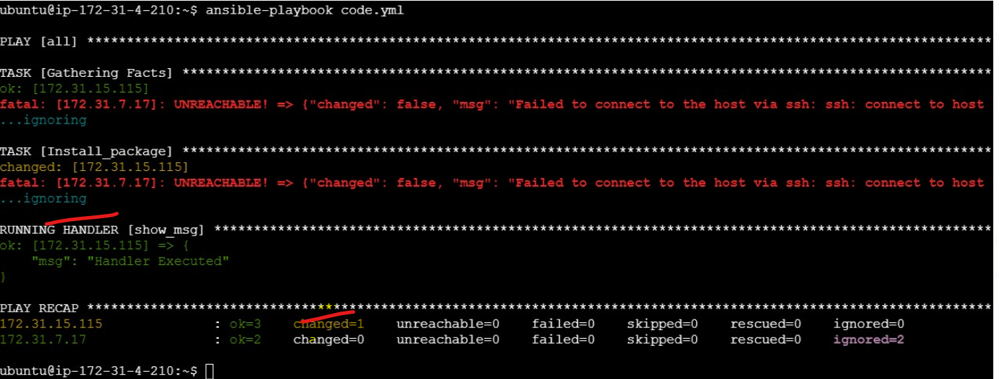 ubuntu@ip-172-31-4-210:~$ ansible-playbook code.yml
PLAY [all] ******************************************************************************************************************
TASK [Gathering Facts] ******************************************************************************************************
ok: [172.31.15.115]
fatal: [172.31.7.17]: UNREACHABLE! => {"changed": false, "msg": "Failed to connect to the host via ssh: ssh: connect to host
...ignoring
TASK [Install_package] ******************************************************************************************************
changed: [172.31.15.115]
fatal: [172.31.7.17]: UNREACHABLE! => {"changed": false, "msg": "Failed to connect to the host via ssh: ssh: connect to host
...ignoring
RUNNING HANDLER [show_msg] **************************************************************************************************
ok: [172.31.15.115] => {
    "msg": "Handler Executed"
}
PLAY RECAP ******************************************************************************************************************
172.31.15.115              : ok=3    changed=1    unreachable=0    failed=0    skipped=0    rescued=0    ignored=0
172.31.7.17                : ok=2    changed=0    unreachable=0    failed=0    skipped=0    rescued=0    ignored=2
ubuntu@ip-172-31-4-210:~$